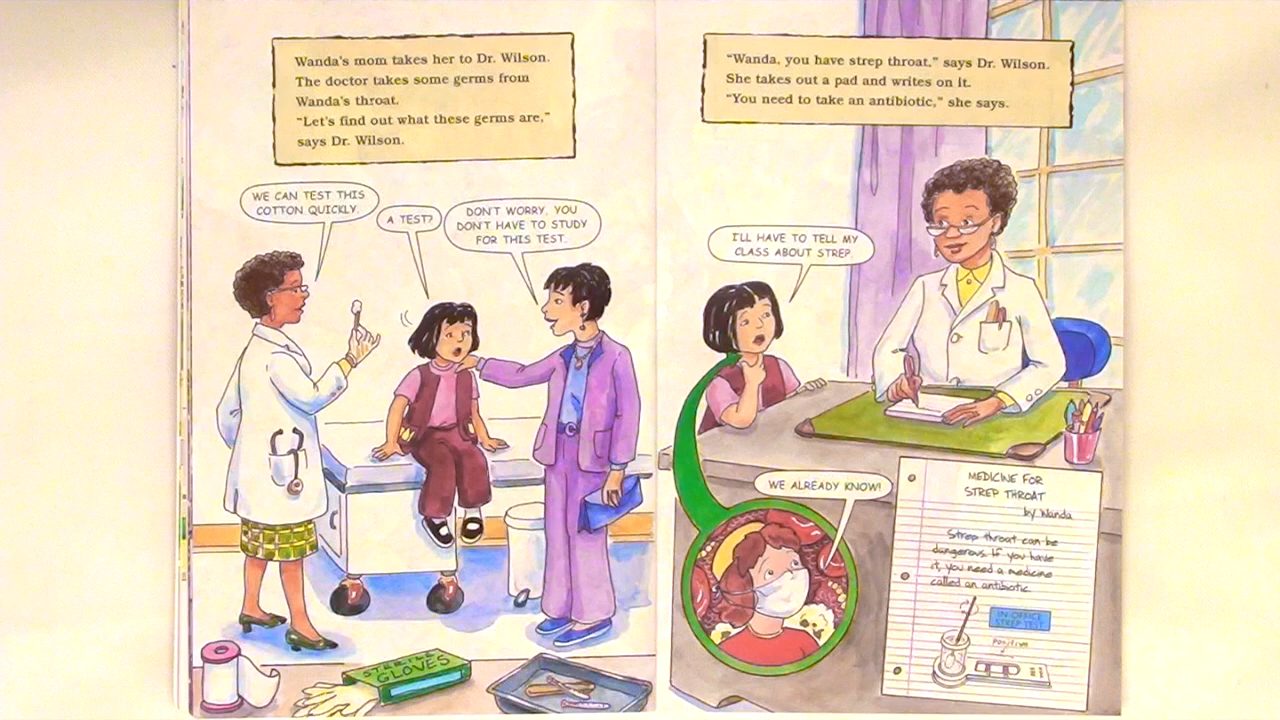 Wanda's mom takes her to Dr. Wilson.
The doctor takes some germs from
Wanda's throat.
"Let's find out what these germs are,"
says Dr. Wilson.
WE CAN TEST THIS
COTTON QUICKLY.
A TEST?
DON'T WORRY, YOU
DON'T HAVE TO STUDY
FOR THIS TEST.
STERILE
GLOVES
"Wanda, you have strep throat," says Dr. Wilson.
She takes out a pad and writes on it.
"You need to take an antibiotic," she says.
I'LL HAVE TO TELL MY
CLASS ABOUT STREP.
WE ALREADY KNOW!
MEDICINE FOR
STREP THROAT
by Wanda
Strep throat can be
dangerous. If you have
it, you need a medicine
called an antibiotic.
IN-OFFICE
STREP TEST
positive